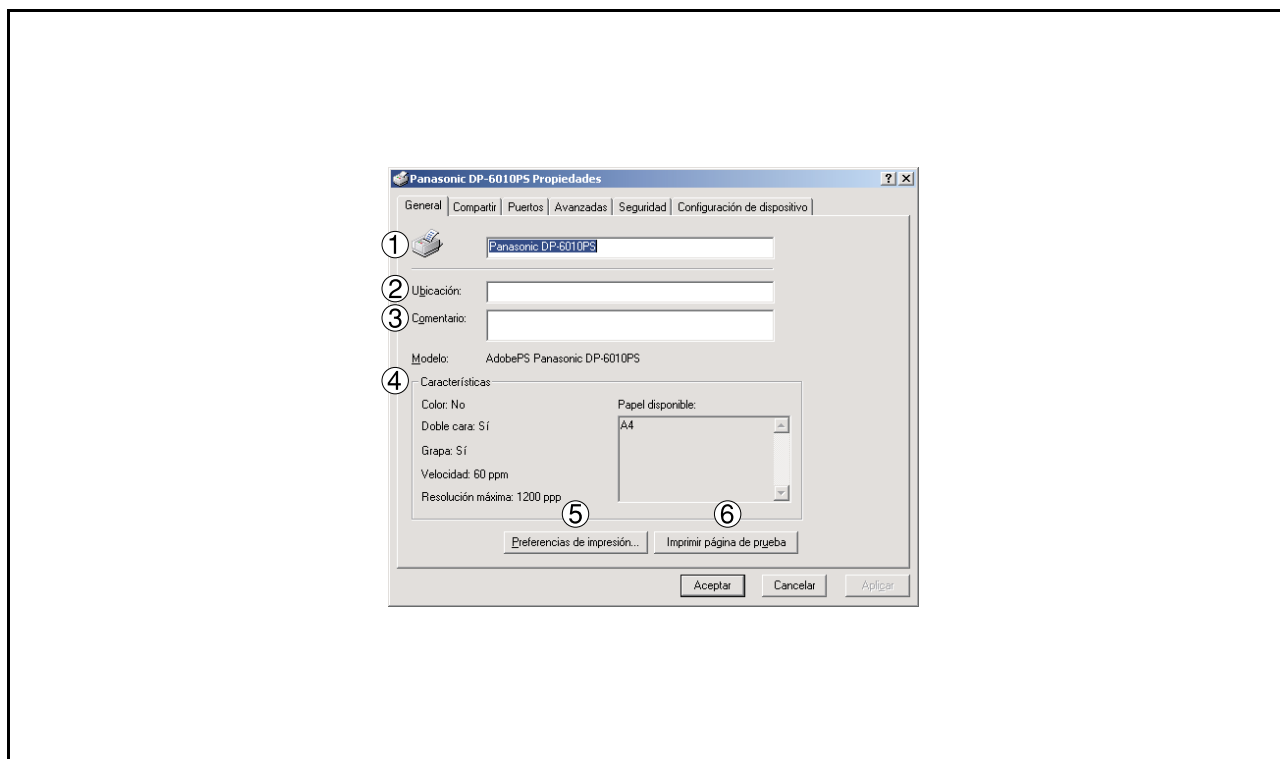 Panasonic DP-6010PS Propiedades ? ×
General Compartir Puertos Avanzadas Seguridad Configuración de dispositivo
① Panasonic DP-6010PS
② Ubicación:
③ Comentario:
Modelo: AdobePS Panasonic DP-6010PS
④ Características
Color: No Papel disponible:
Doble cara: Sí A4
Grapa: Sí
Velocidad: 60 ppm
Resolución máxima: 1200 ppp
⑤ ⑥
Preferencias de impresión... Imprimir página de prueba
Aceptar Cancelar Aplicar